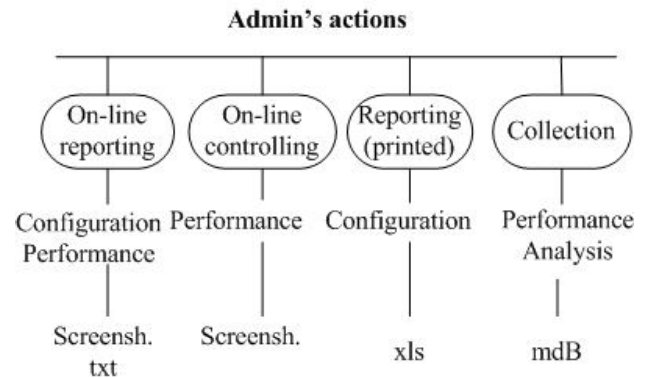 Admin's actions
On-line
reporting
On-line
controlling
Reporting
(printed)
Collection
Configuration
Performance
Performance
Configuration
Performance
Analysis
Screensh.
txt
Screensh.
xls
mdB